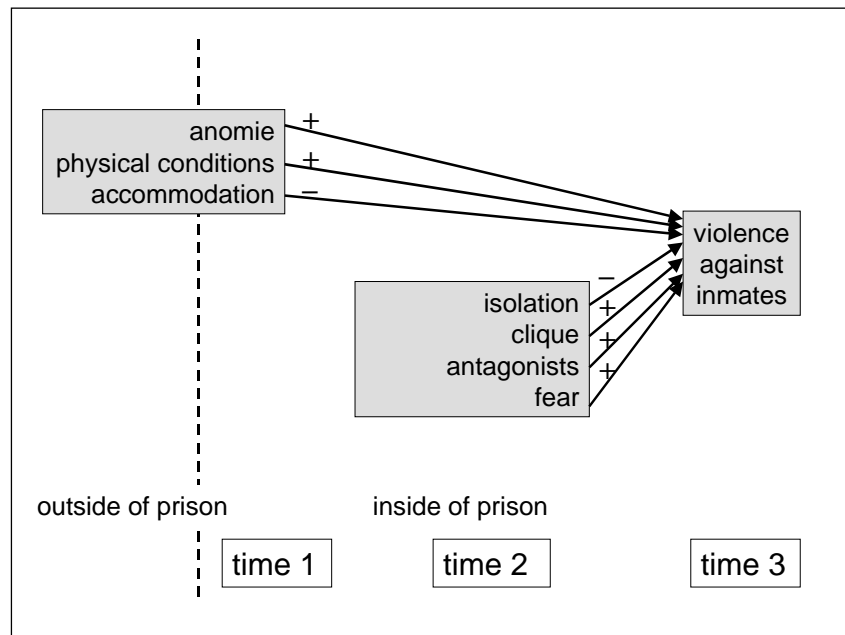 anomie
physical conditions
accommodation
+
+
–
violence
against
inmates
isolation
clique
antagonists
fear
–
+
+
+
outside of prison
inside of prison
time 1
time 2
time 3